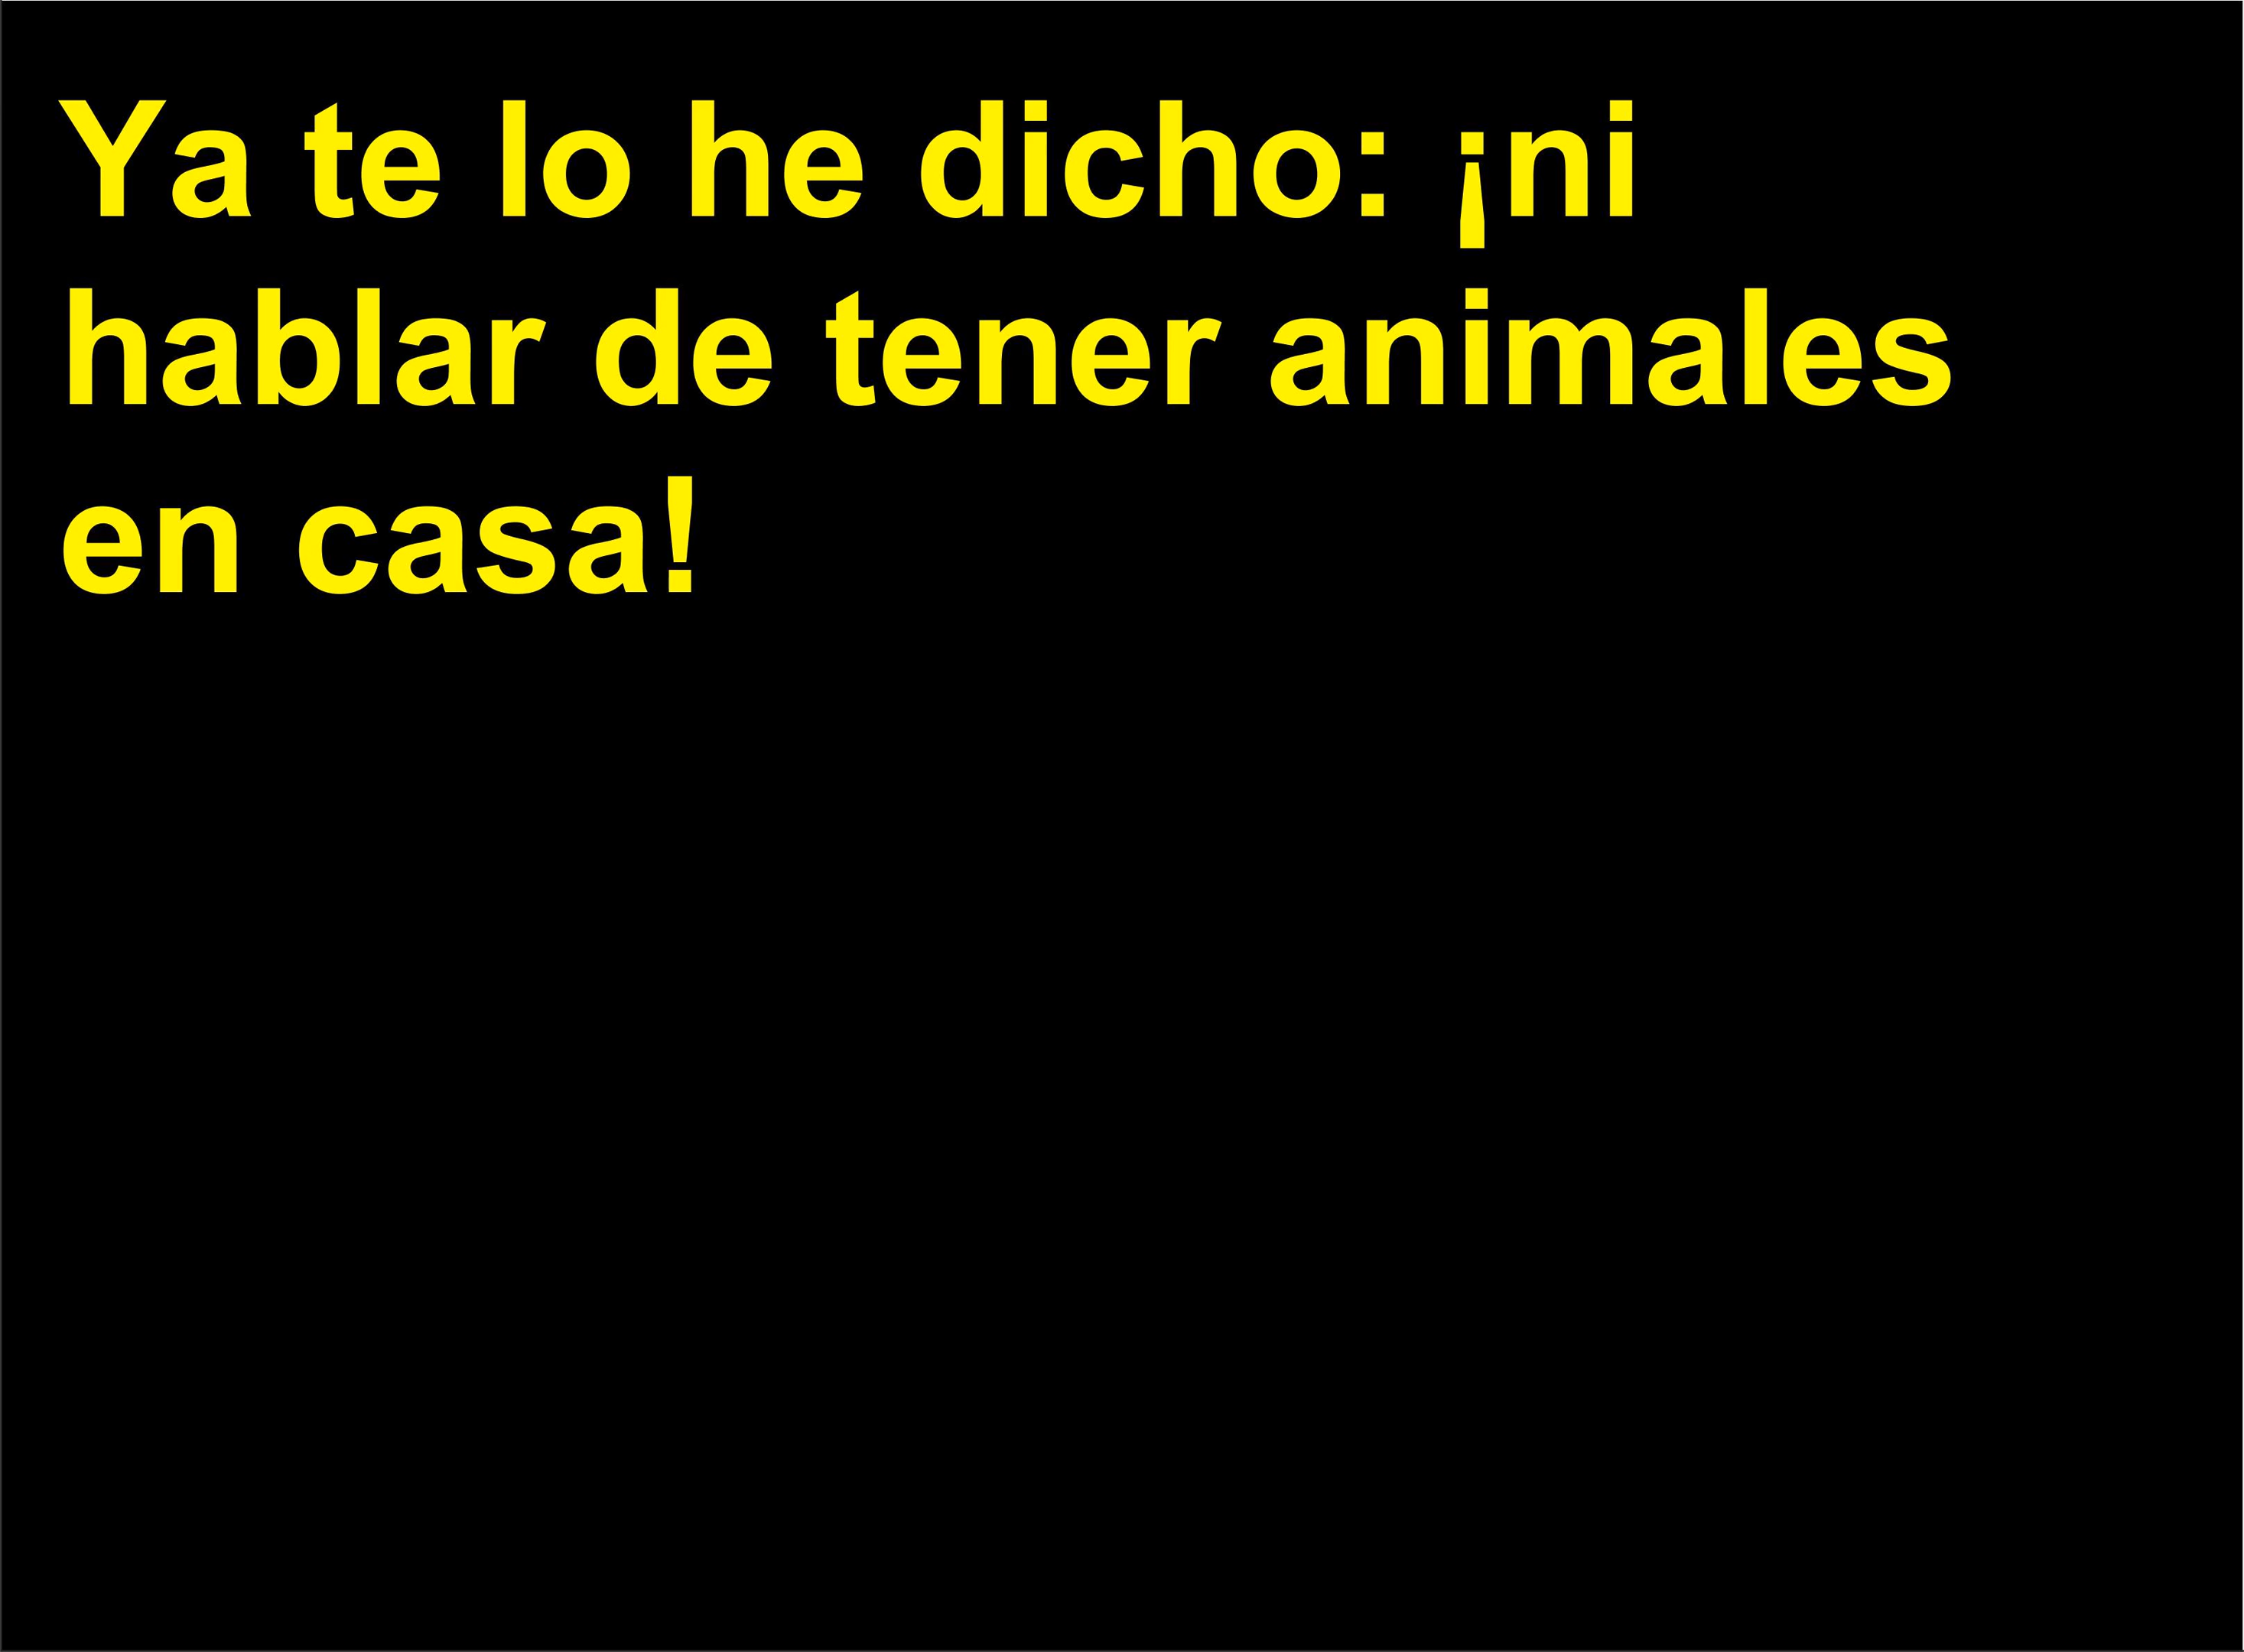 Ya te lo he dicho: ¡ni
hablar de tener animales
en casa!